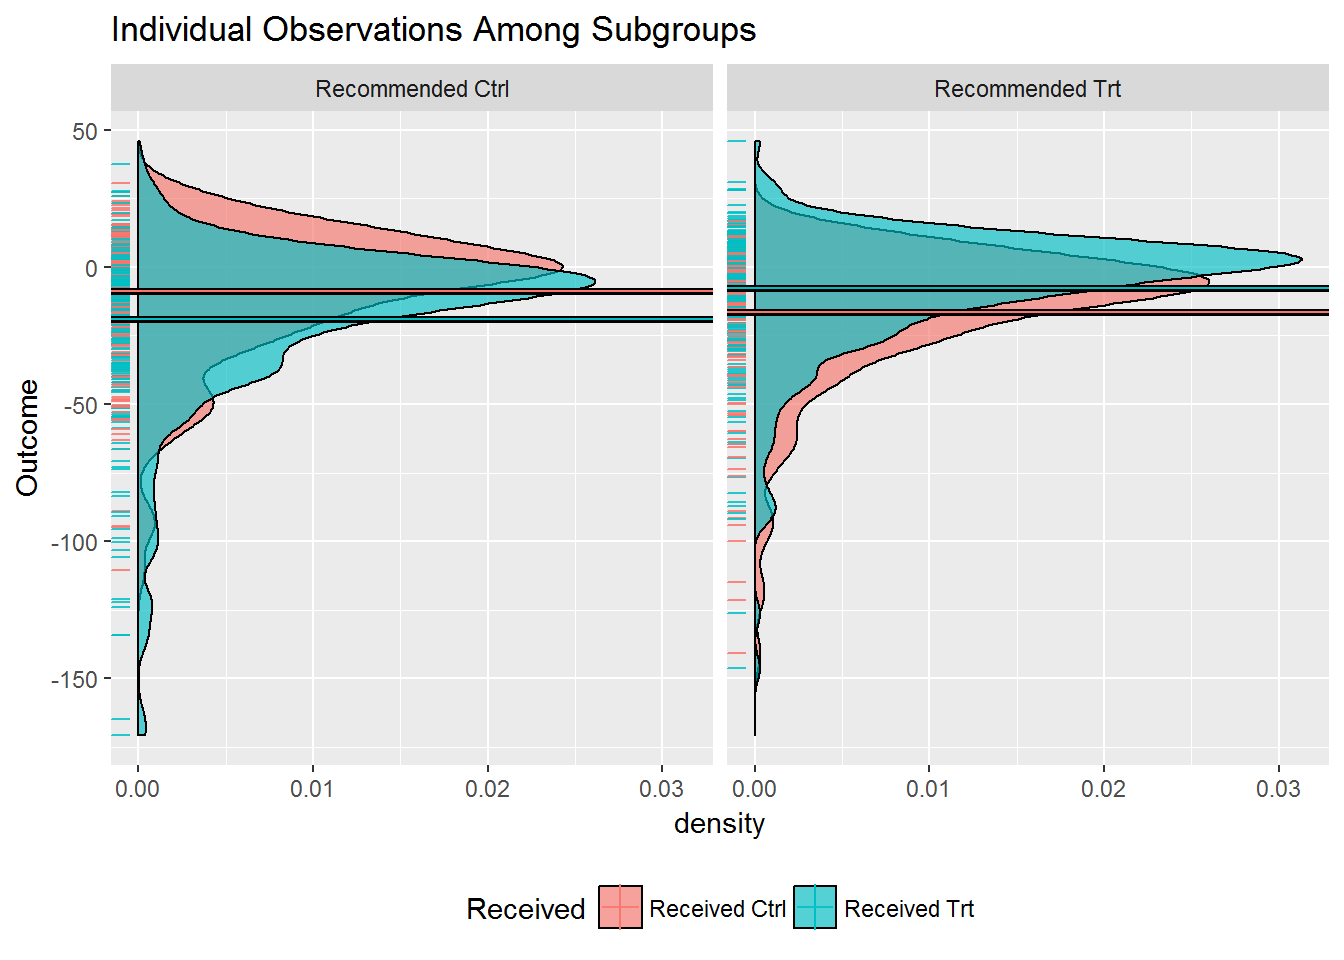 Individual Observations Among Subgroups
Recommended Ctrl
Recommended Trt
Outcome
50
0
-50
-100
-150
0.00 0.01 0.02 0.03
0.00 0.01 0.02 0.03
density
Received Received Ctrl Received Trt